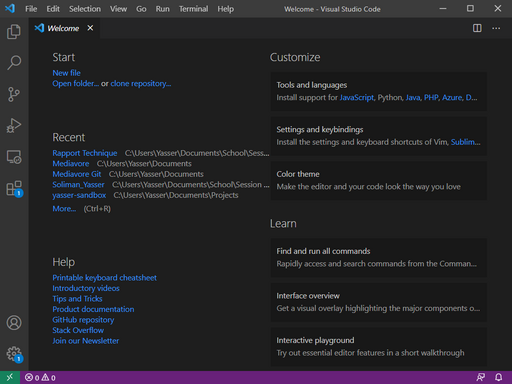 File Edit Selection View Go Run Terminal Help
Welcome - Visual Studio Code
Welcome
Start
New file
Open folder... or clone repository...
Recent
Rapport Technique C:\Users\Yasser\Documents\School\Sess...
Mediavore C:\Users\Yasser\Documents
Mediavore Git C:\Users\Yasser\Documents
Soliman_Yasser C:\Users\Yasser\Documents\School\Session ...
yasser-sandbox C:\Users\Yasser\Documents\Projects
More... (Ctrl+R)
Help
Printable keyboard cheatsheet
Introductory videos
Tips and Tricks
Product documentation
GitHub repository
Stack Overflow
Join our Newsletter
Customize
Tools and languages
Install support for JavaScript, Python, Java, PHP, Azure, D...
Settings and keybindings
Install the settings and keyboard shortcuts of Vim, Sublim...
Color theme
Make the editor and your code look the way you love
Learn
Find and run all commands
Rapidly access and search commands from the Comman...
Interface overview
Get a visual overlay highlighting the major components o...
Interactive playground
Try out essential editor features in a short walkthrough
1
1
0 0